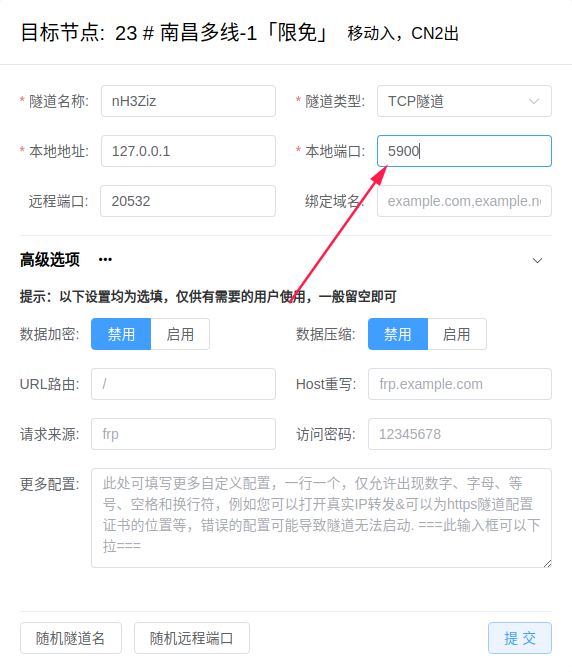 目标节点: 23 # 南昌多线-1「限免」 移动入，CN2出
* 隧道名称: nH3Ziz * 隧道类型: TCP隧道
* 本地地址: 127.0.0.1 * 本地端口: 5900
远程端口: 20532 绑定域名: example.com,example.ne
高级选项 •••
提示：以下设置均为选填，仅供有需要的用户使用，一般留空即可
数据加密: 禁用 启用 数据压缩: 禁用 启用
URL路由: / Host重写: frp.example.com
请求来源: frp 访问密码: 12345678
更多配置: 此处可填写更多自定义配置，一行一个，仅允许出现数字、字母、等
号、空格和换行符，例如您可以打开真实IP转发&可以为https隧道配置
证书的位置等，错误的配置可能导致隧道无法启动. ===此输入框可以下
拉===
随机隧道名 随机远程端口 提 交